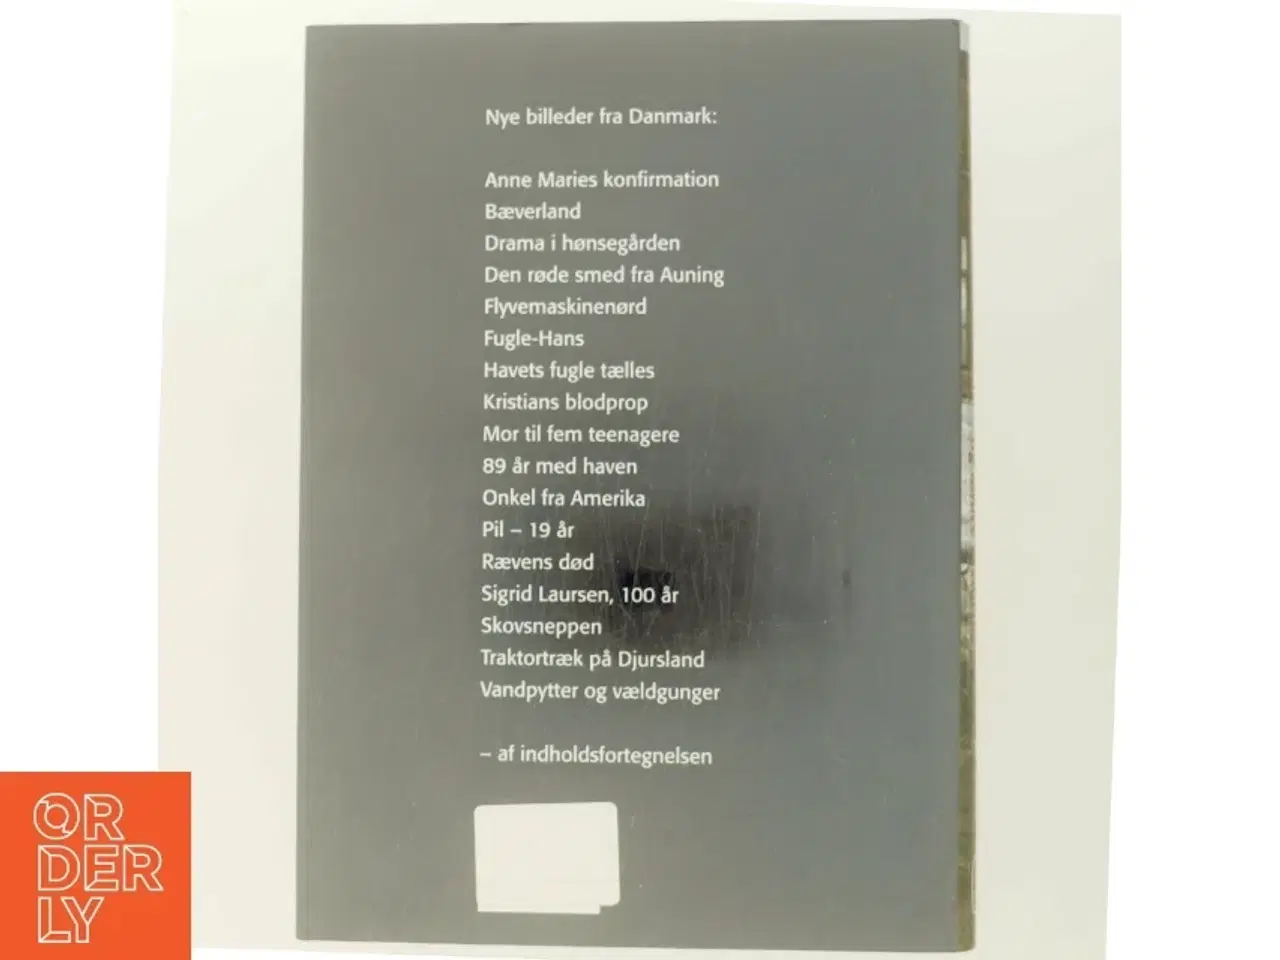 Nye billeder fra Danmark:
Anne Maries konfirmation
Bæverland
Drama i hønsegården
Den røde smed fra Auning
Flyvemaskinenørd
Fugle-Hans
Havets fugle tælles
Kristians blodprop
Mor til fem teenagere
89 år med haven
Onkel fra Amerika
Pil – 19 år
Rævens død
Sigrid Laursen, 100 år
Skovsneppen
Traktortræk på Djursland
Vandpytter og vældgunger
– af indholdsfortegnelsen
OR
DER
LY